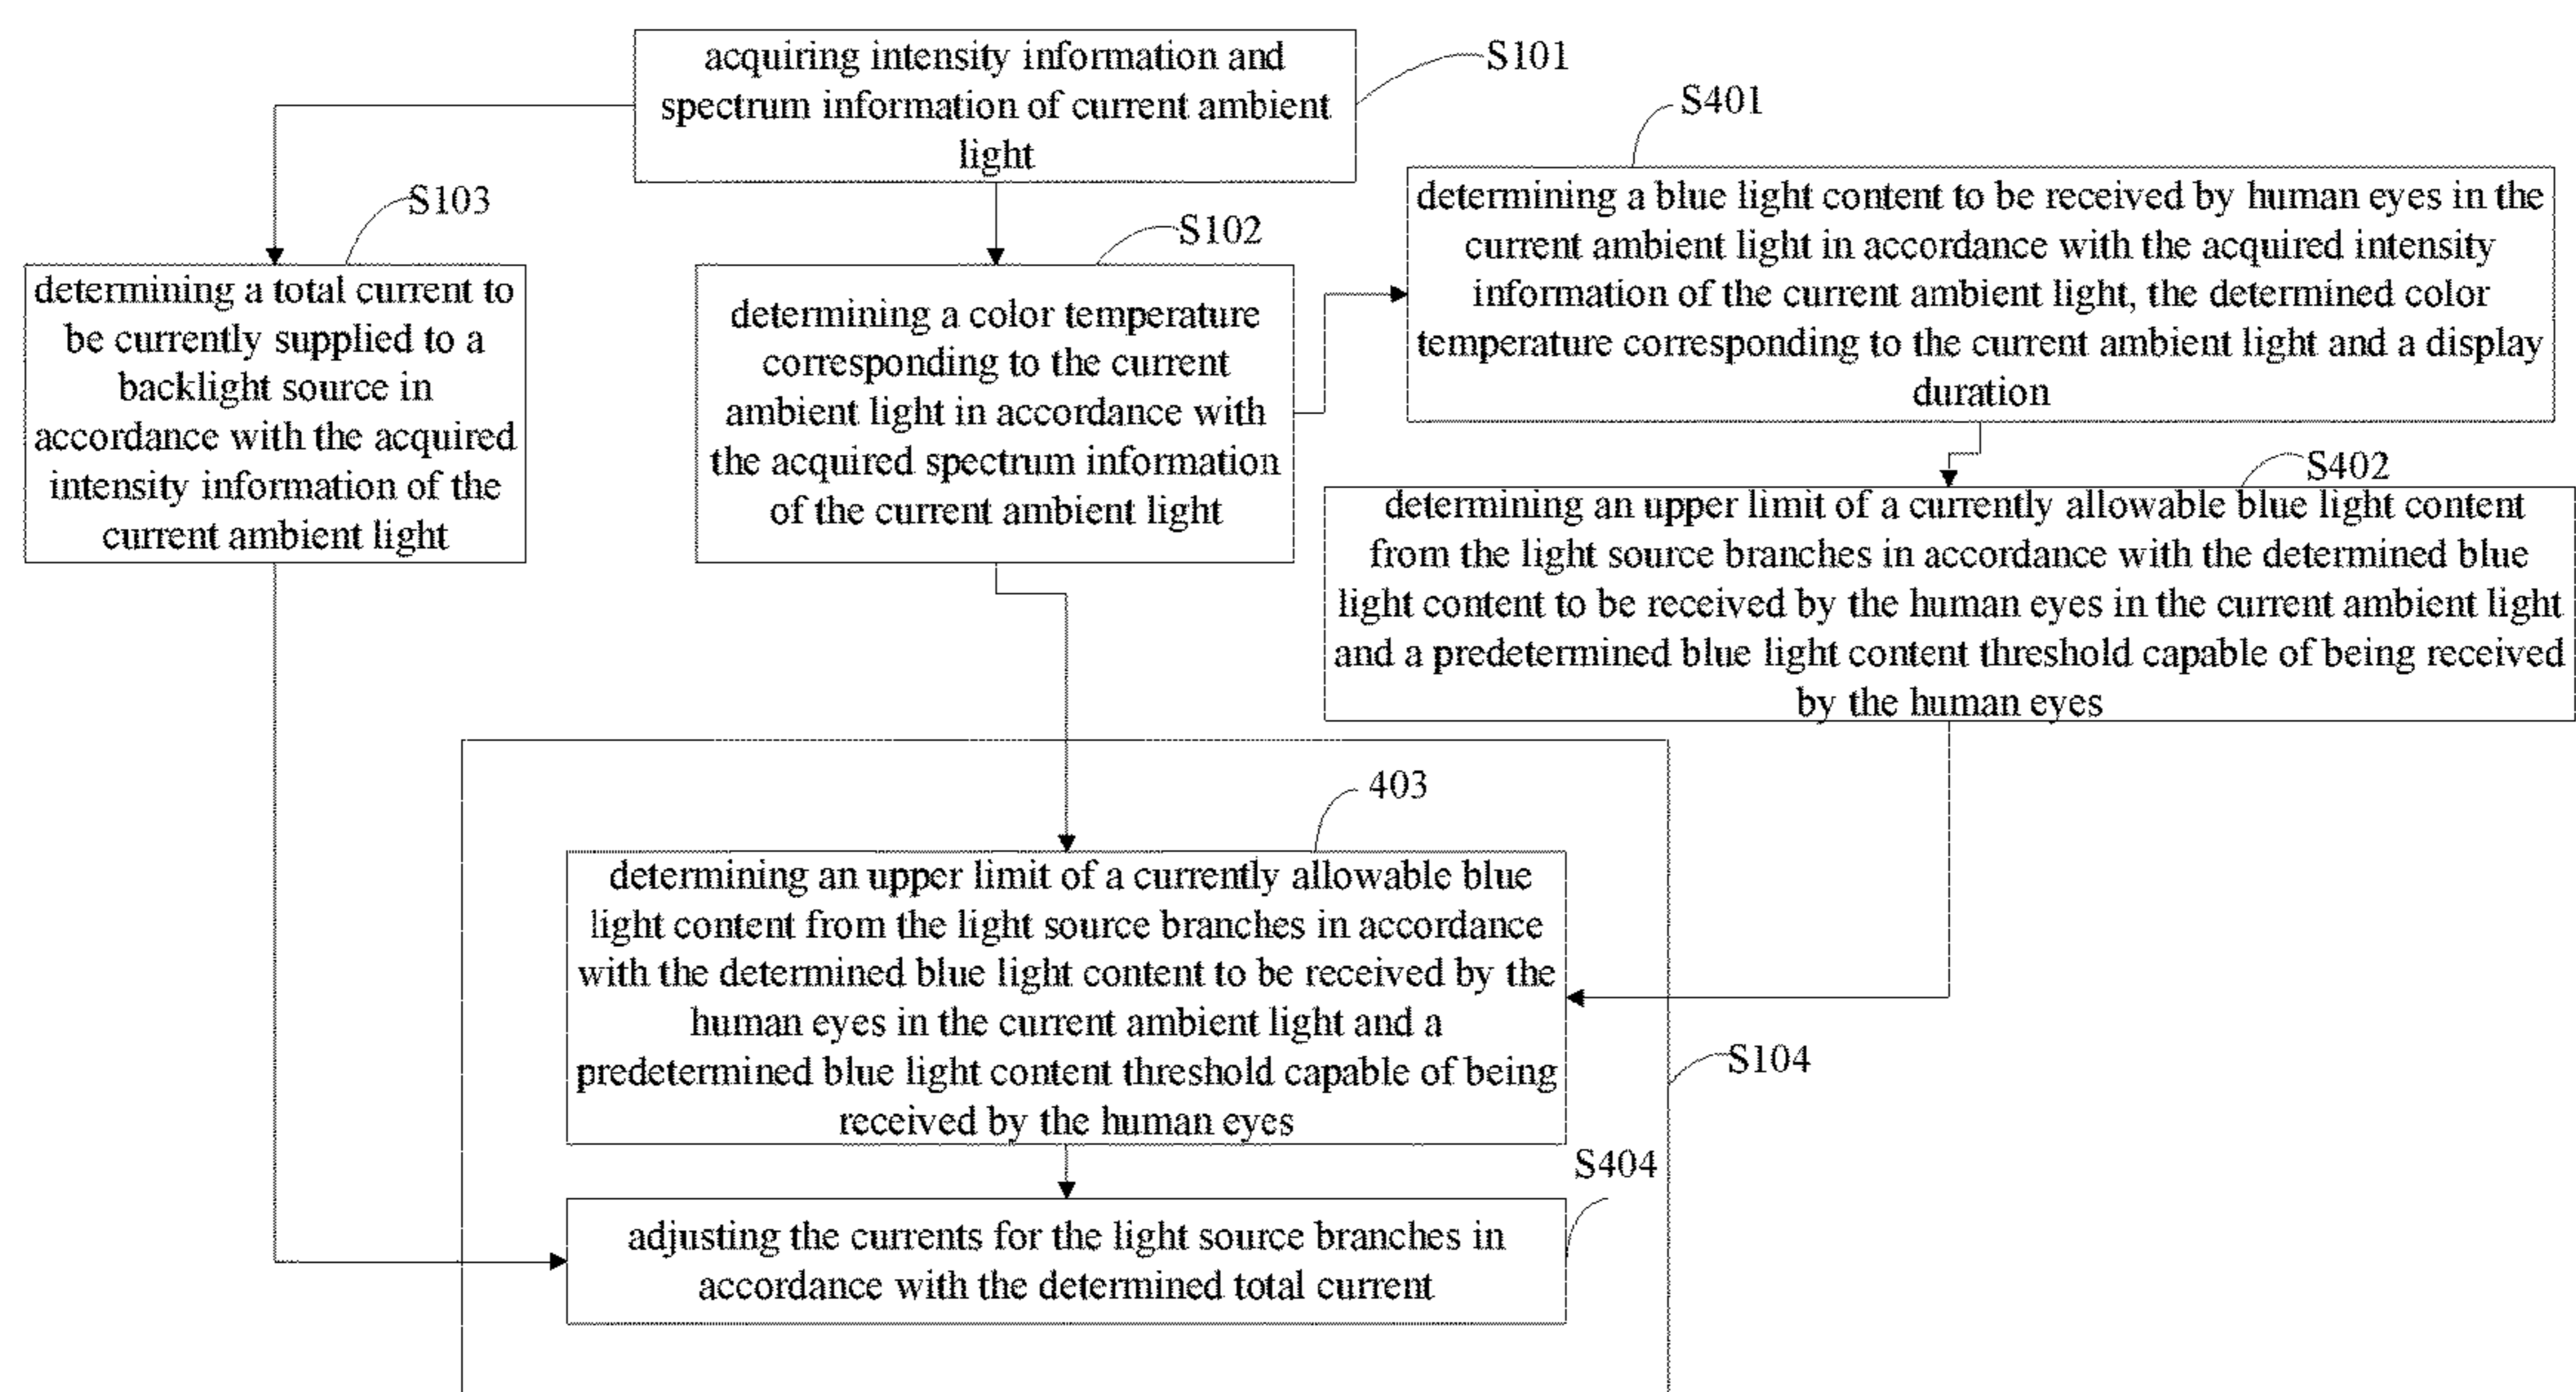 acquiring intensity information and
spectrum information of current ambient
light
S101
S103
determining a total current to
be currently supplied to a
backlight source in
accordance with the acquired
intensity information of the
current ambient light
S102
determining a color temperature
corresponding to the current
ambient light in accordance with
the acquired spectrum information
of the current ambient light
S401
determining a blue light content to be received by human eyes in the
current ambient light in accordance with the acquired intensity
information of the current ambient light, the determined color
temperature corresponding to the current ambient light and a display
duration
S402
determining an upper limit of a currently allowable blue light content
from the light source branches in accordance with the determined blue
light content to be received by the human eyes in the current ambient light
and a predetermined blue light content threshold capable of being received
by the human eyes
403
determining an upper limit of a currently allowable blue
light content from the light source branches in accordance
with the determined blue light content to be received by the
human eyes in the current ambient light and a
predetermined blue light content threshold capable of being
received by the human eyes
S104
S404
adjusting the currents for the light source branches in
accordance with the determined total current